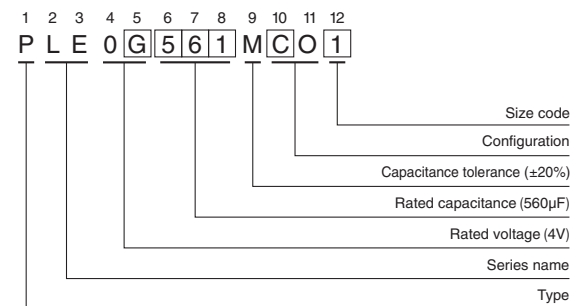 1 2 3 4 5 6 7 8 9 10 11 12
P L E 0 G 5 6 1 M C O 1
Size code
Configuration
Capacitance tolerance (±20%)
Rated capacitance (560µF)
Rated voltage (4V)
Series name
Type